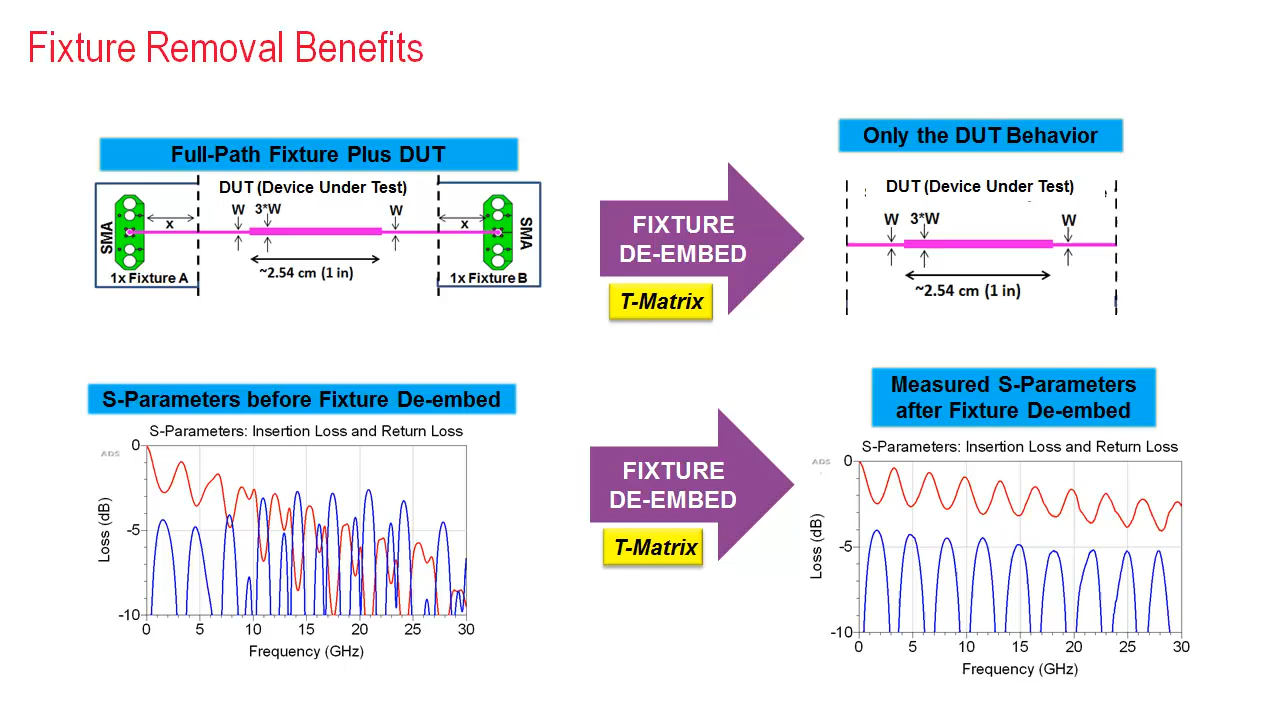 Fixture Removal Benefits
Full-Path Fixture Plus DUT
DUT (Device Under Test)
W
3*W
W
x
x
SMA
SMA
1x Fixture A
1x Fixture B
~2.54 cm (1 in)
FIXTURE
DE-EMBED
T-Matrix
Only the DUT Behavior
DUT (Device Under Test)
W
3*W
W
~2.54 cm (1 in)
S-Parameters before Fixture De-embed
S-Parameters: Insertion Loss and Return Loss
ADS
Loss (dB)
0
-5
-10
0 5 10 15 20 25 30
Frequency (GHz)
FIXTURE
DE-EMBED
T-Matrix
Measured S-Parameters
after Fixture De-embed
S-Parameters: Insertion Loss and Return Loss
ADS
Loss (dB)
0
-5
-10
0 5 10 15 20 25 30
Frequency (GHz)